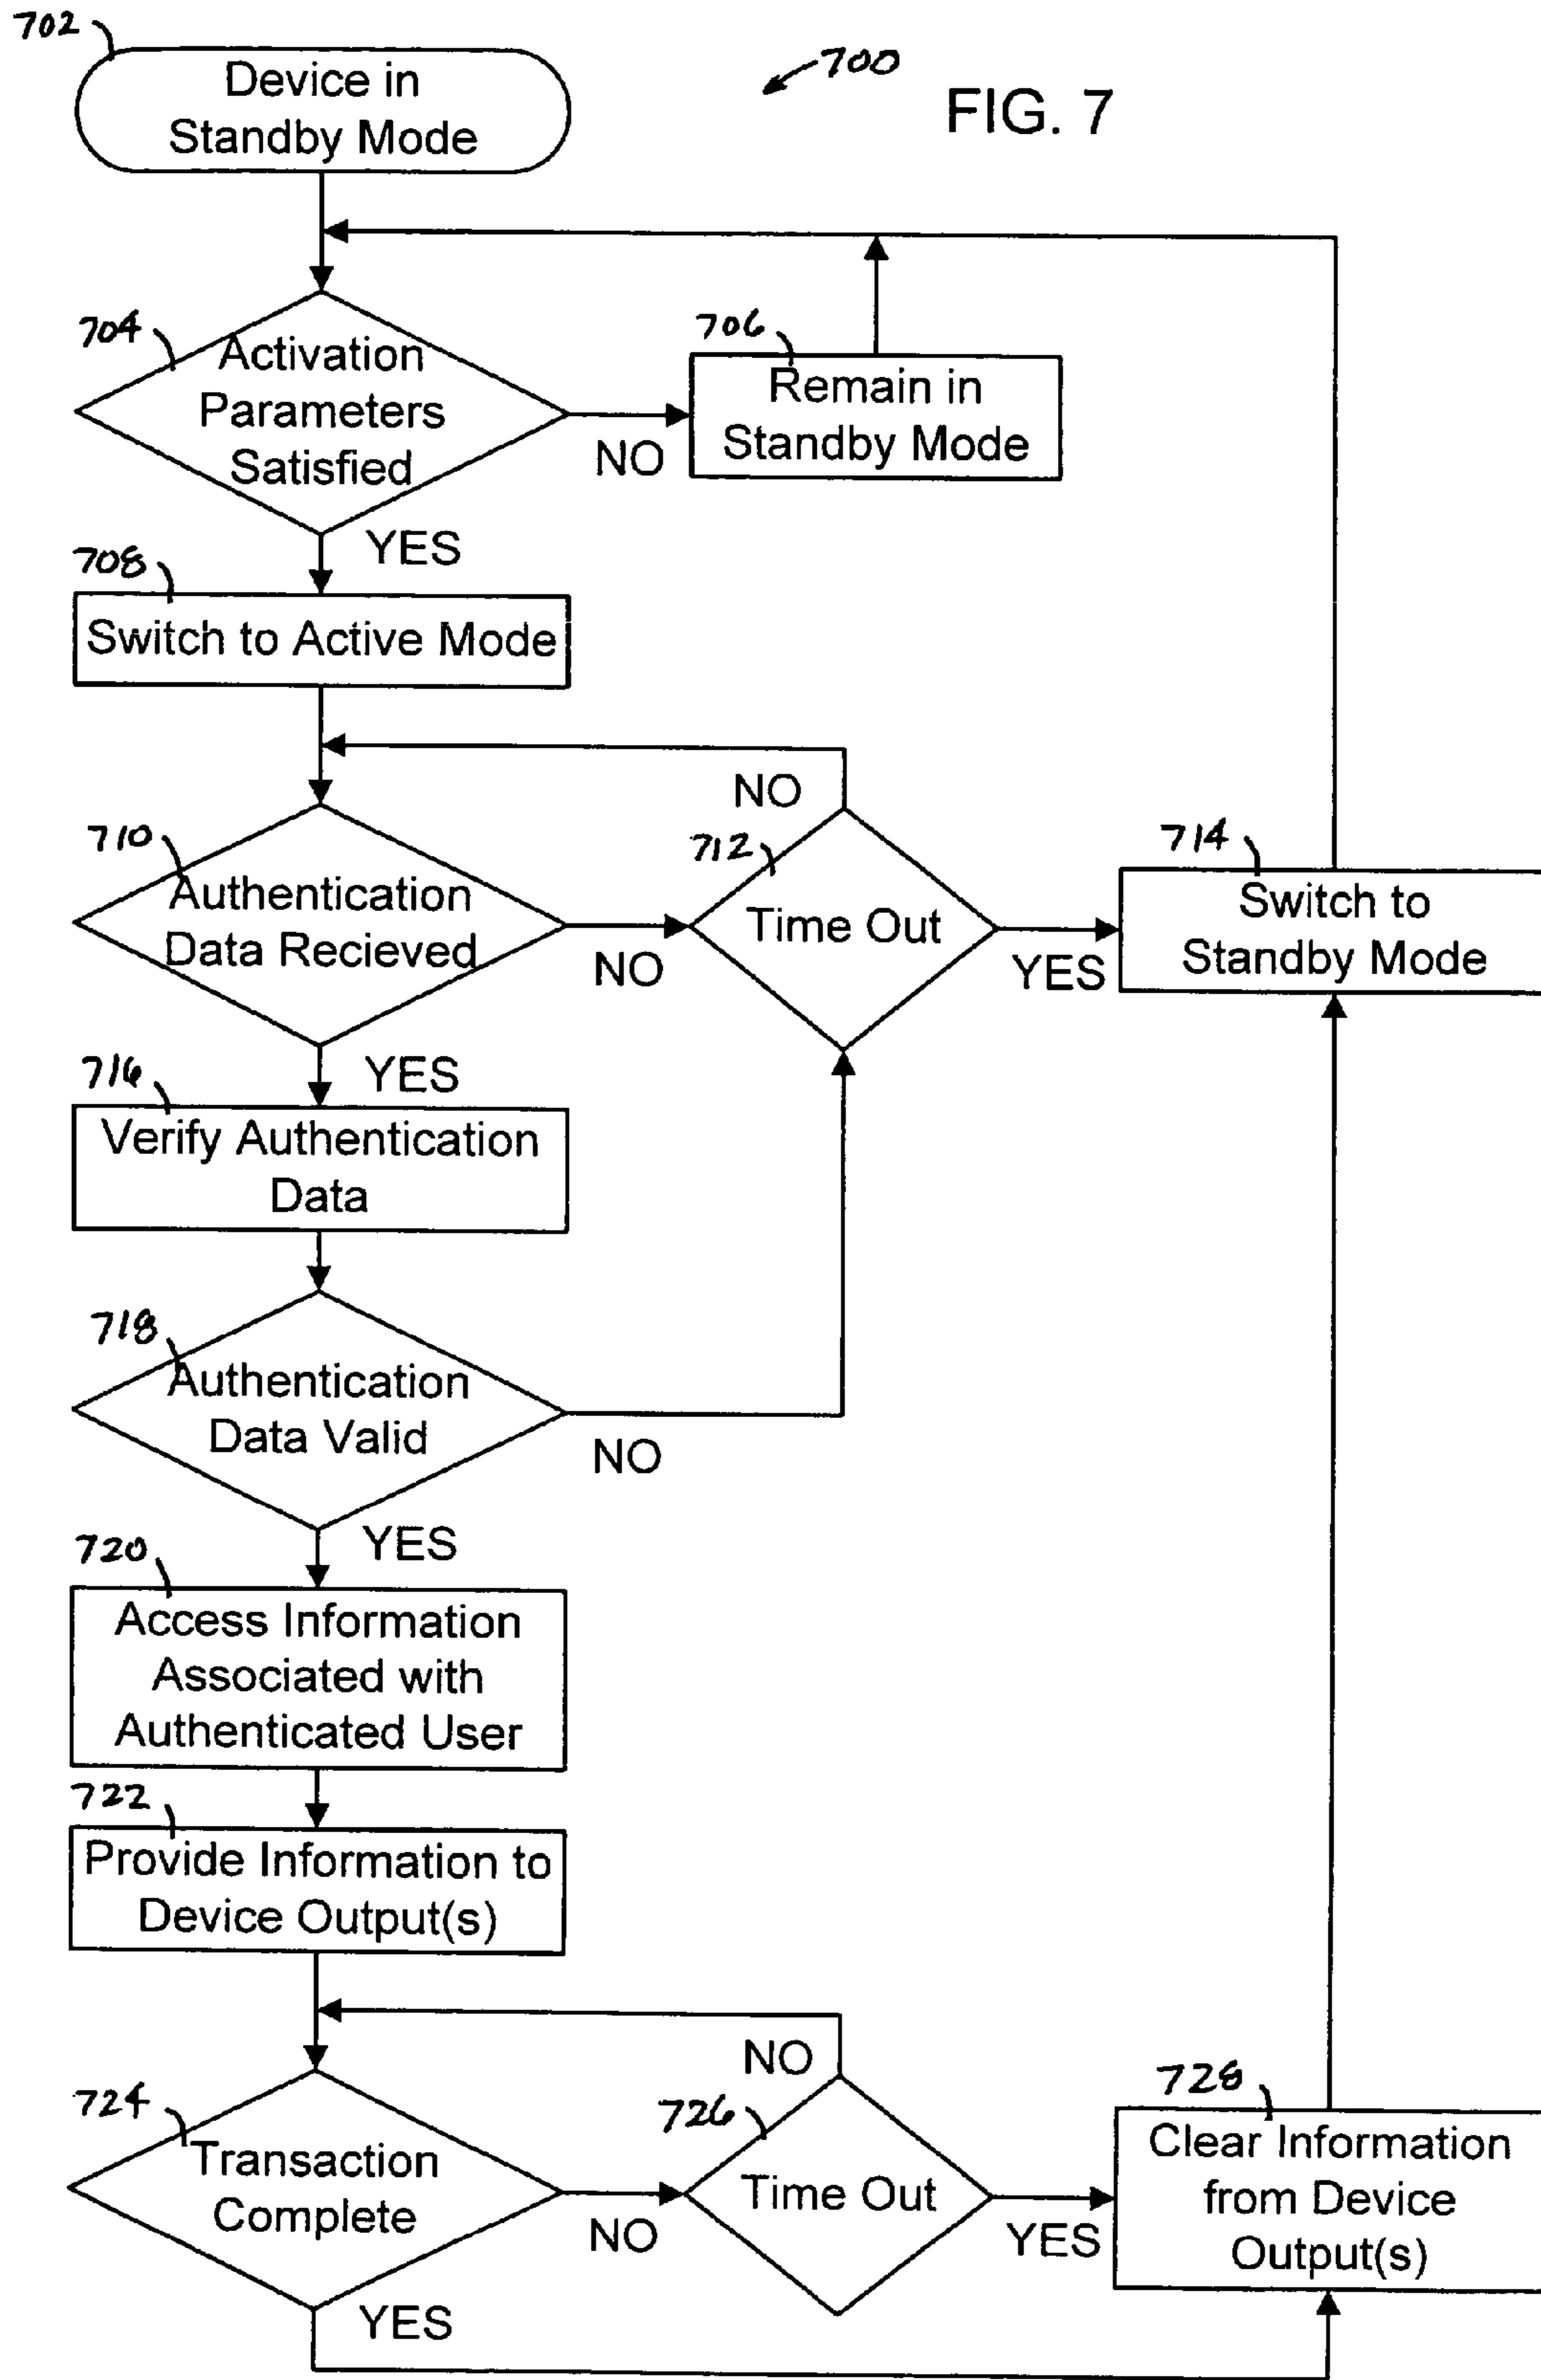 702
Device in
Standby Mode
700
FIG. 7
704
Activation
Parameters
Satisfied
NO
706
Remain in
Standby Mode
YES
708
Switch to Active Mode
NO
710
Authentication
Data Recieved
NO
712
Time Out
YES
714
Switch to
Standby Mode
YES
716
Verify Authentication
Data
718
Authentication
Data Valid
NO
YES
720
Access Information
Associated with
Authenticated User
722
Provide Information to
Device Output(s)
NO
724
Transaction
Complete
NO
726
Time Out
YES
728
Clear Information
from Device
Output(s)
YES